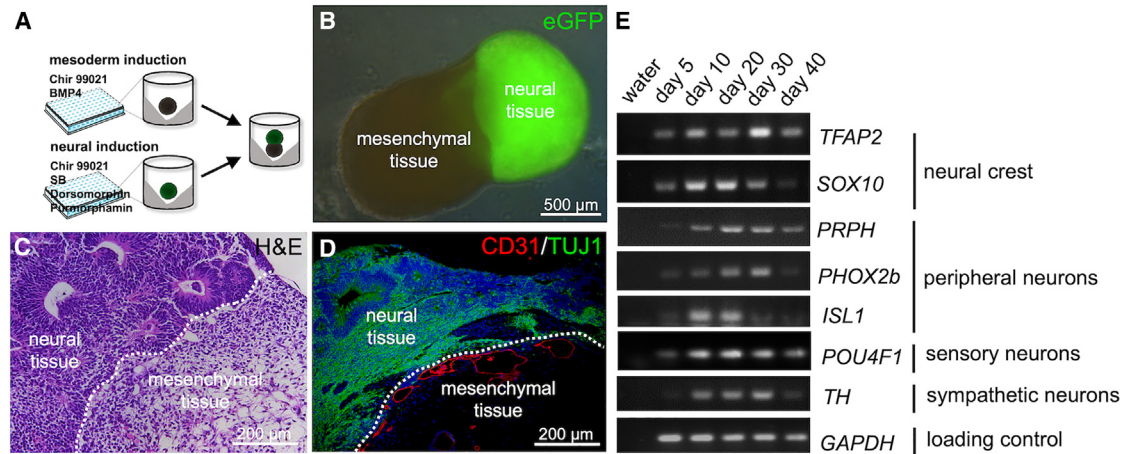 A
mesoderm induction
Chir 99021
BMP4
neural induction
Chir 99021
SB
Dorsomorphin
Purmorphamin
B
eGFP
neural
tissue
mesenchymal
tissue
500 µm
C
H&E
neural
tissue
mesenchymal
tissue
200 µm
D
CD31/TUJ1
neural
tissue
mesenchymal
tissue
200 µm
E
water
day 5
day 10
day 20
day 30
day 40
TFAP2
SOX10
neural crest
PRPH
PHOX2b
ISL1
peripheral neurons
POU4F1
sensory neurons
TH
sympathetic neurons
GAPDH
loading control